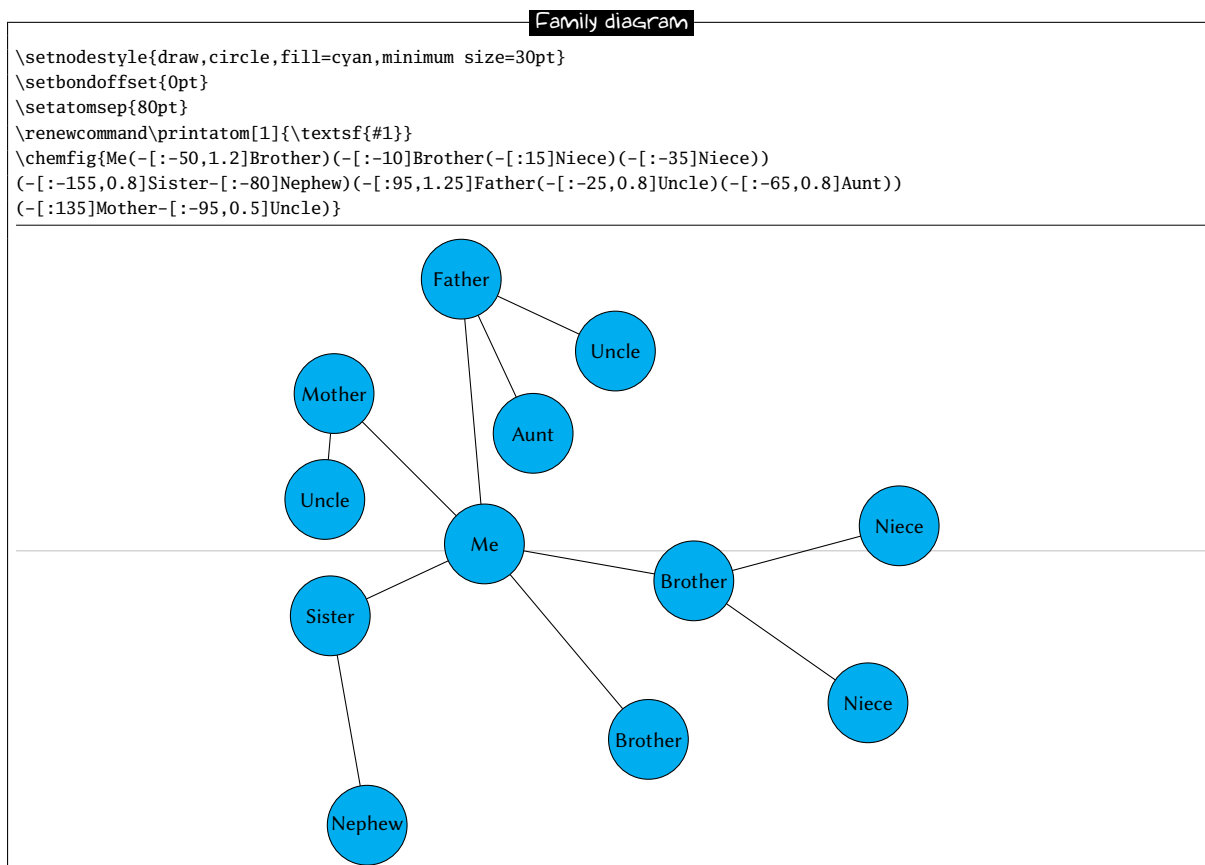 Family diagram
\setnodestyle{draw,circle,fill=cyan,minimum size=30pt}
\setbondoffset{0pt}
\setatomsep{80pt}
\renewcommand\printatom[1]{\textsf{#1}}
\chemfig{Me(-[:-50,1.2]Brother)(-[:-10]Brother(-[:15]Niece)(-[:-35]Niece))
(-[:-155,0.8]Sister-[:-80]Nephew)(-[:95,1.25]Father(-[:-25,0.8]Uncle)(-[:-65,0.8]Aunt))
(-[:135]Mother-[:-95,0.5]Uncle)}
Father
Uncle
Mother
Aunt
Uncle
Niece
Me
Brother
Sister
Niece
Brother
Nephew